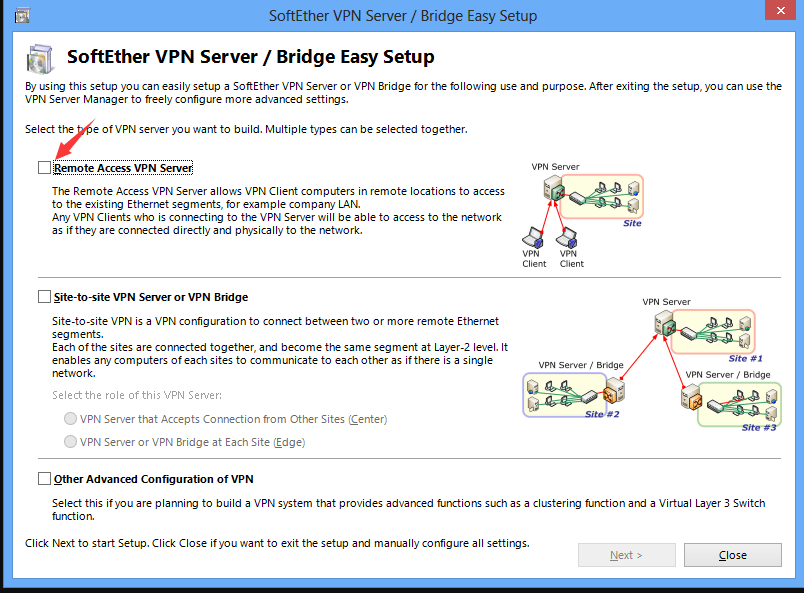 SoftEther VPN Server / Bridge Easy Setup
SoftEther VPN Server / Bridge Easy Setup
By using this setup you can easily setup a SoftEther VPN Server or VPN Bridge for the following use and purpose. After exiting the setup, you can use the
VPN Server Manager to freely configure more advanced settings.
Select the type of VPN server you want to build. Multiple types can be selected together.
Remote Access VPN Server
The Remote Access VPN Server allows VPN Client computers in remote locations to access
to the existing Ethernet segments, for example company LAN.
Any VPN Clients who is connecting to the VPN Server will be able to access to the network
as if they are connected directly and physically to the network.
VPN Server
Site
VPN
Client
VPN
Client
Site-to-site VPN Server or VPN Bridge
Site-to-site VPN is a VPN configuration to connect between two or more remote Ethernet
segments.
Each of the sites are connected together, and become the same segment at Layer-2 level. It
enables any computers of each sites to communicate to each other as if there is a single
network.
Select the role of this VPN Server:
VPN Server that Accepts Connection from Other Sites (Center)
VPN Server or VPN Bridge at Each Site (Edge)
VPN Server
Site #1
VPN Server / Bridge
Site #2
VPN Server / Bridge
Site #3
Other Advanced Configuration of VPN
Select this if you are planning to build a VPN system that provides advanced functions such as a clustering function and a Virtual Layer 3 Switch
function.
Click Next to start Setup. Click Close if you want to exit the setup and manually configure all settings.
Next >
Close